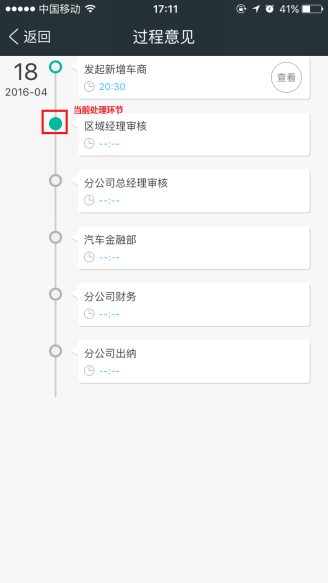 中国移动 17:11 41%
返回 过程意见
18
2016-04
发起新增车商
20:30
查看
当前处理环节
区域经理审核
--:--
分公司总经理审核
--:--
汽车金融部
--:--
分公司财务
--:--
分公司出纳
--:--